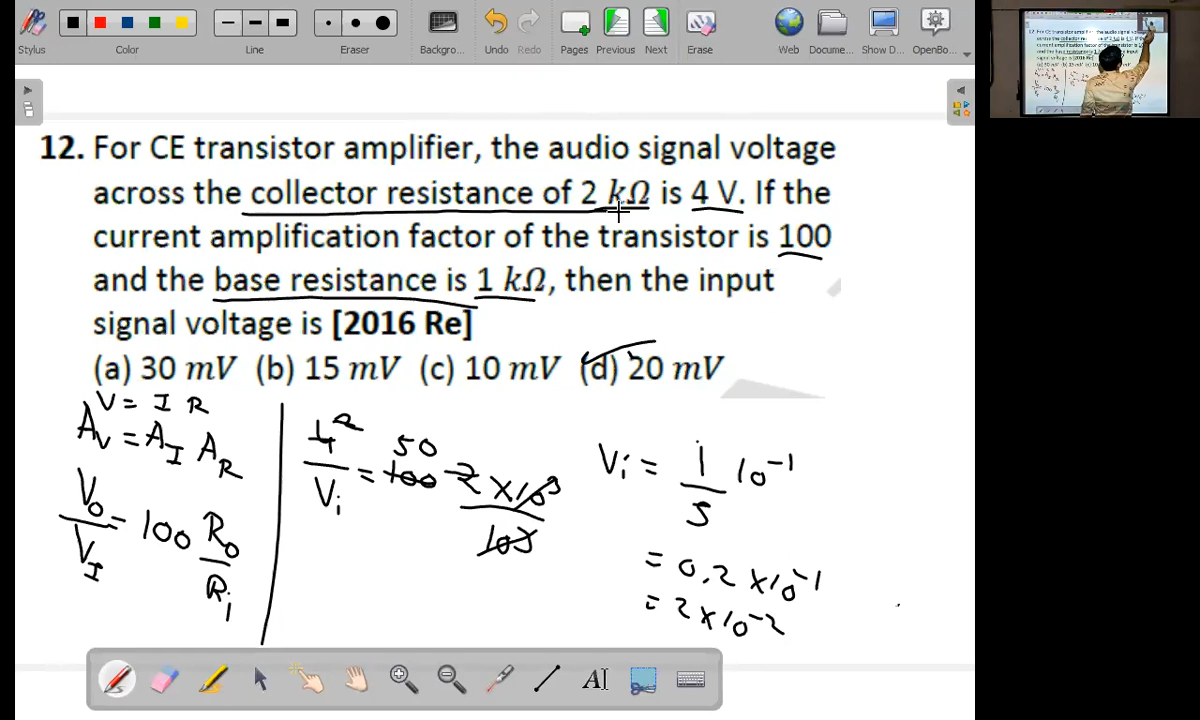 Stylus
Color
Line
Eraser
Backgro...
Undo
Redo
Pages
Previous
Next
Erase
Web
Docume...
Show D...
OpenBo...
12. For CE transistor amplifier, the audio signal voltage
across the collector resistance of 2 kΩ is 4 V. If the
current amplification factor of the transistor is 100
and the base resistance is 1 kΩ, then the input
signal voltage is [2016 Re]
(a) 30 mV (b) 15 mV (c) 10 mV (d) 20 mV
V = I R
A_V = A_I A_R
V_o / V_I = 100 R_o / R_i
4 2 / V_i = 100 50 2 × 10^3 / 10^3
V_i = 1/5 10^-1
= 0.2 × 10^-1
= 2 × 10^-2
AI